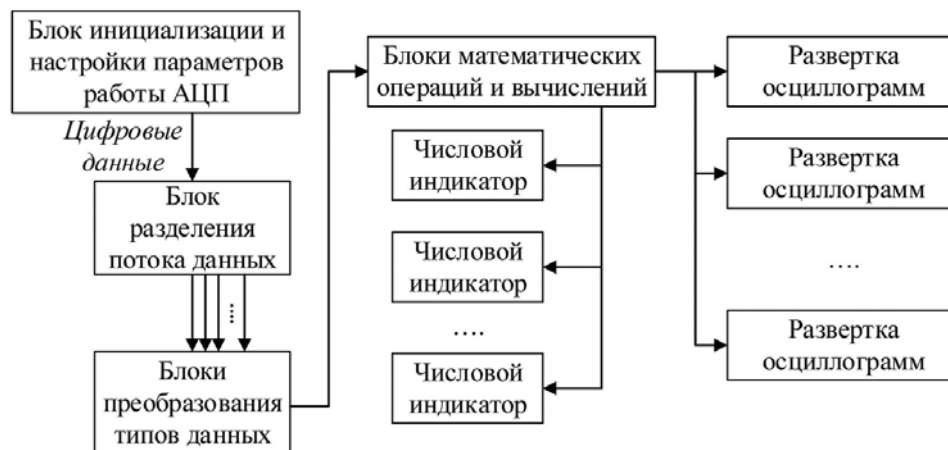 Блок инициализации и
настройки параметров
работы АЦП
Цифровые
данные
Блок
разделения
потока данных
....
Блоки
преобразования
типов данных
Блоки математических
операций и вычислений
Числовой
индикатор
Числовой
индикатор
....
Числовой
индикатор
Развертка
осциллограмм
Развертка
осциллограмм
....
Развертка
осциллограмм